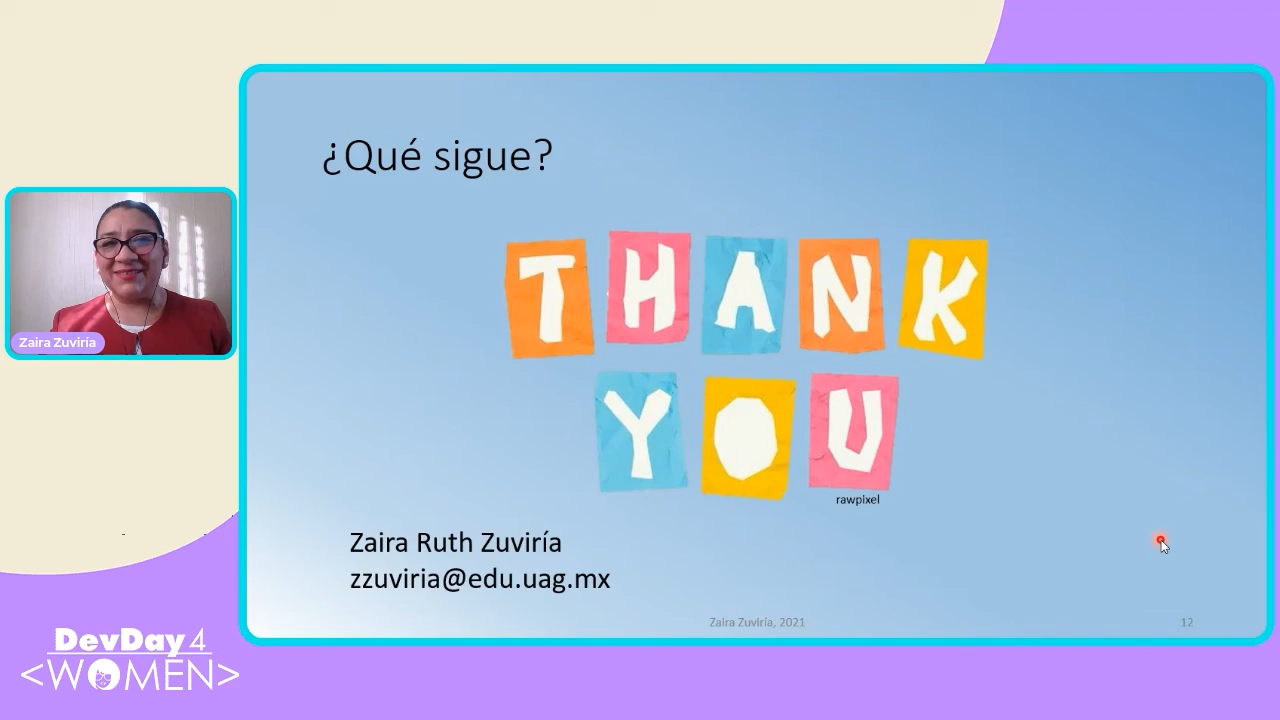 ¿Qué sigue?
THANK
YOU
rawpixel
Zaira Zuviria
Zaira Ruth Zuviría
zzuviria@edu.uag.mx
Zaira Zuviría, 2021
12
DevDay 4
<WOMEN>